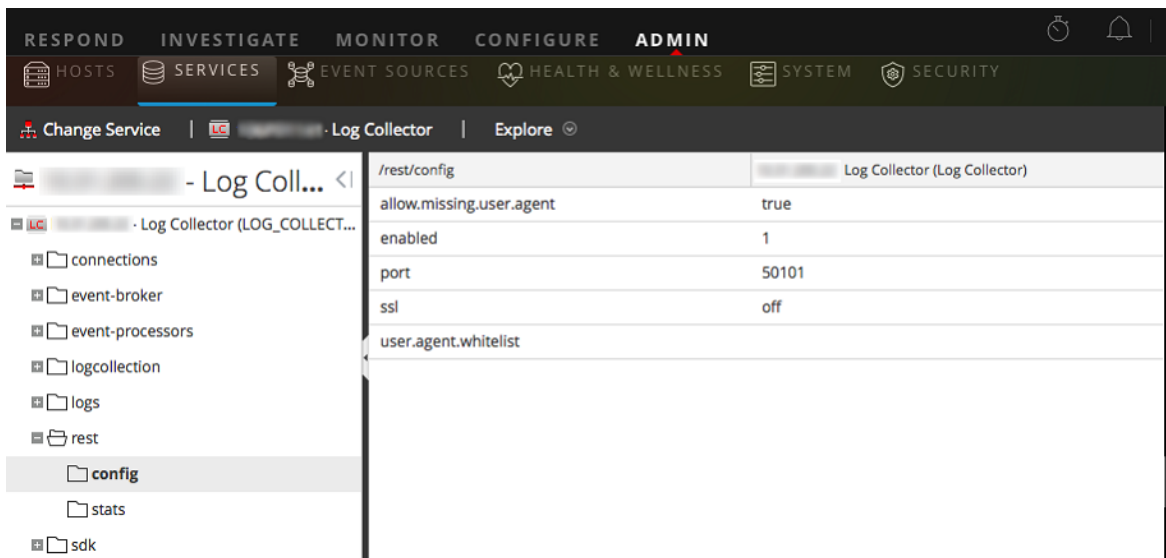 RESPOND INVESTIGATE MONITOR CONFIGURE ADMIN
HOSTS SERVICES EVENT SOURCES HEALTH & WELLNESS SYSTEM SECURITY
Change Service | LC - Log Collector | Explore
- Log Coll...
/rest/config Log Collector (Log Collector)
LC - Log Collector (LOG_COLLECT...
allow.missing.user.agent true
enabled 1
port 50101
ssl off
user.agent.whitelist
connections
event-broker
event-processors
logcollection
logs
rest
config
stats
sdk